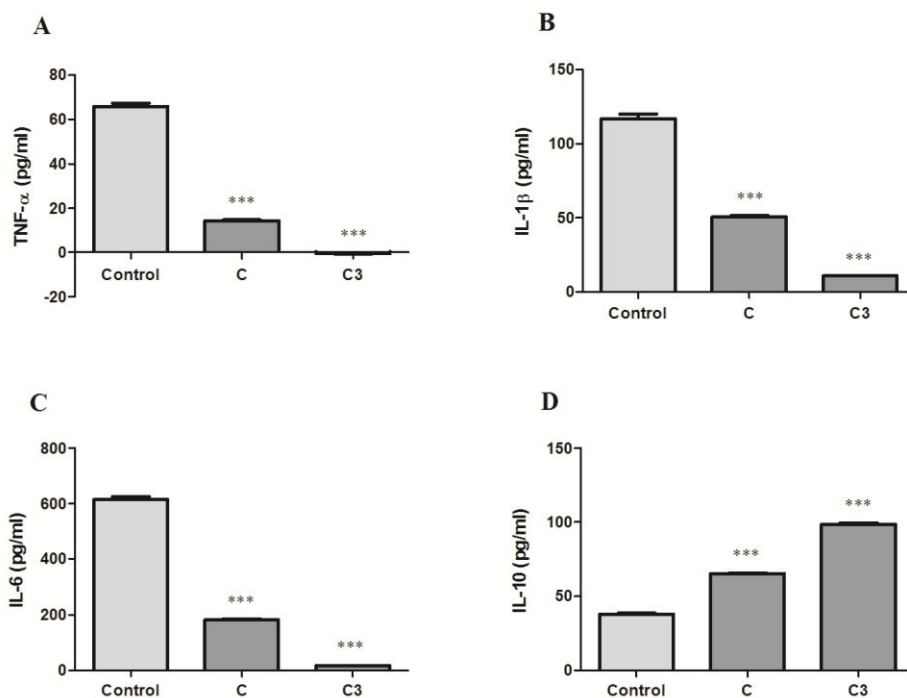 A
TNF-α (pg/ml)
80
60
40
20
0
-20
***
***
Control C C3
B
IL-1β (pg/ml)
150
100
50
0
***
***
Control C C3
C
IL-6 (pg/ml)
800
600
400
200
0
***
***
Control C C3
D
IL-10 (pg/ml)
150
100
50
0
***
***
Control C C3